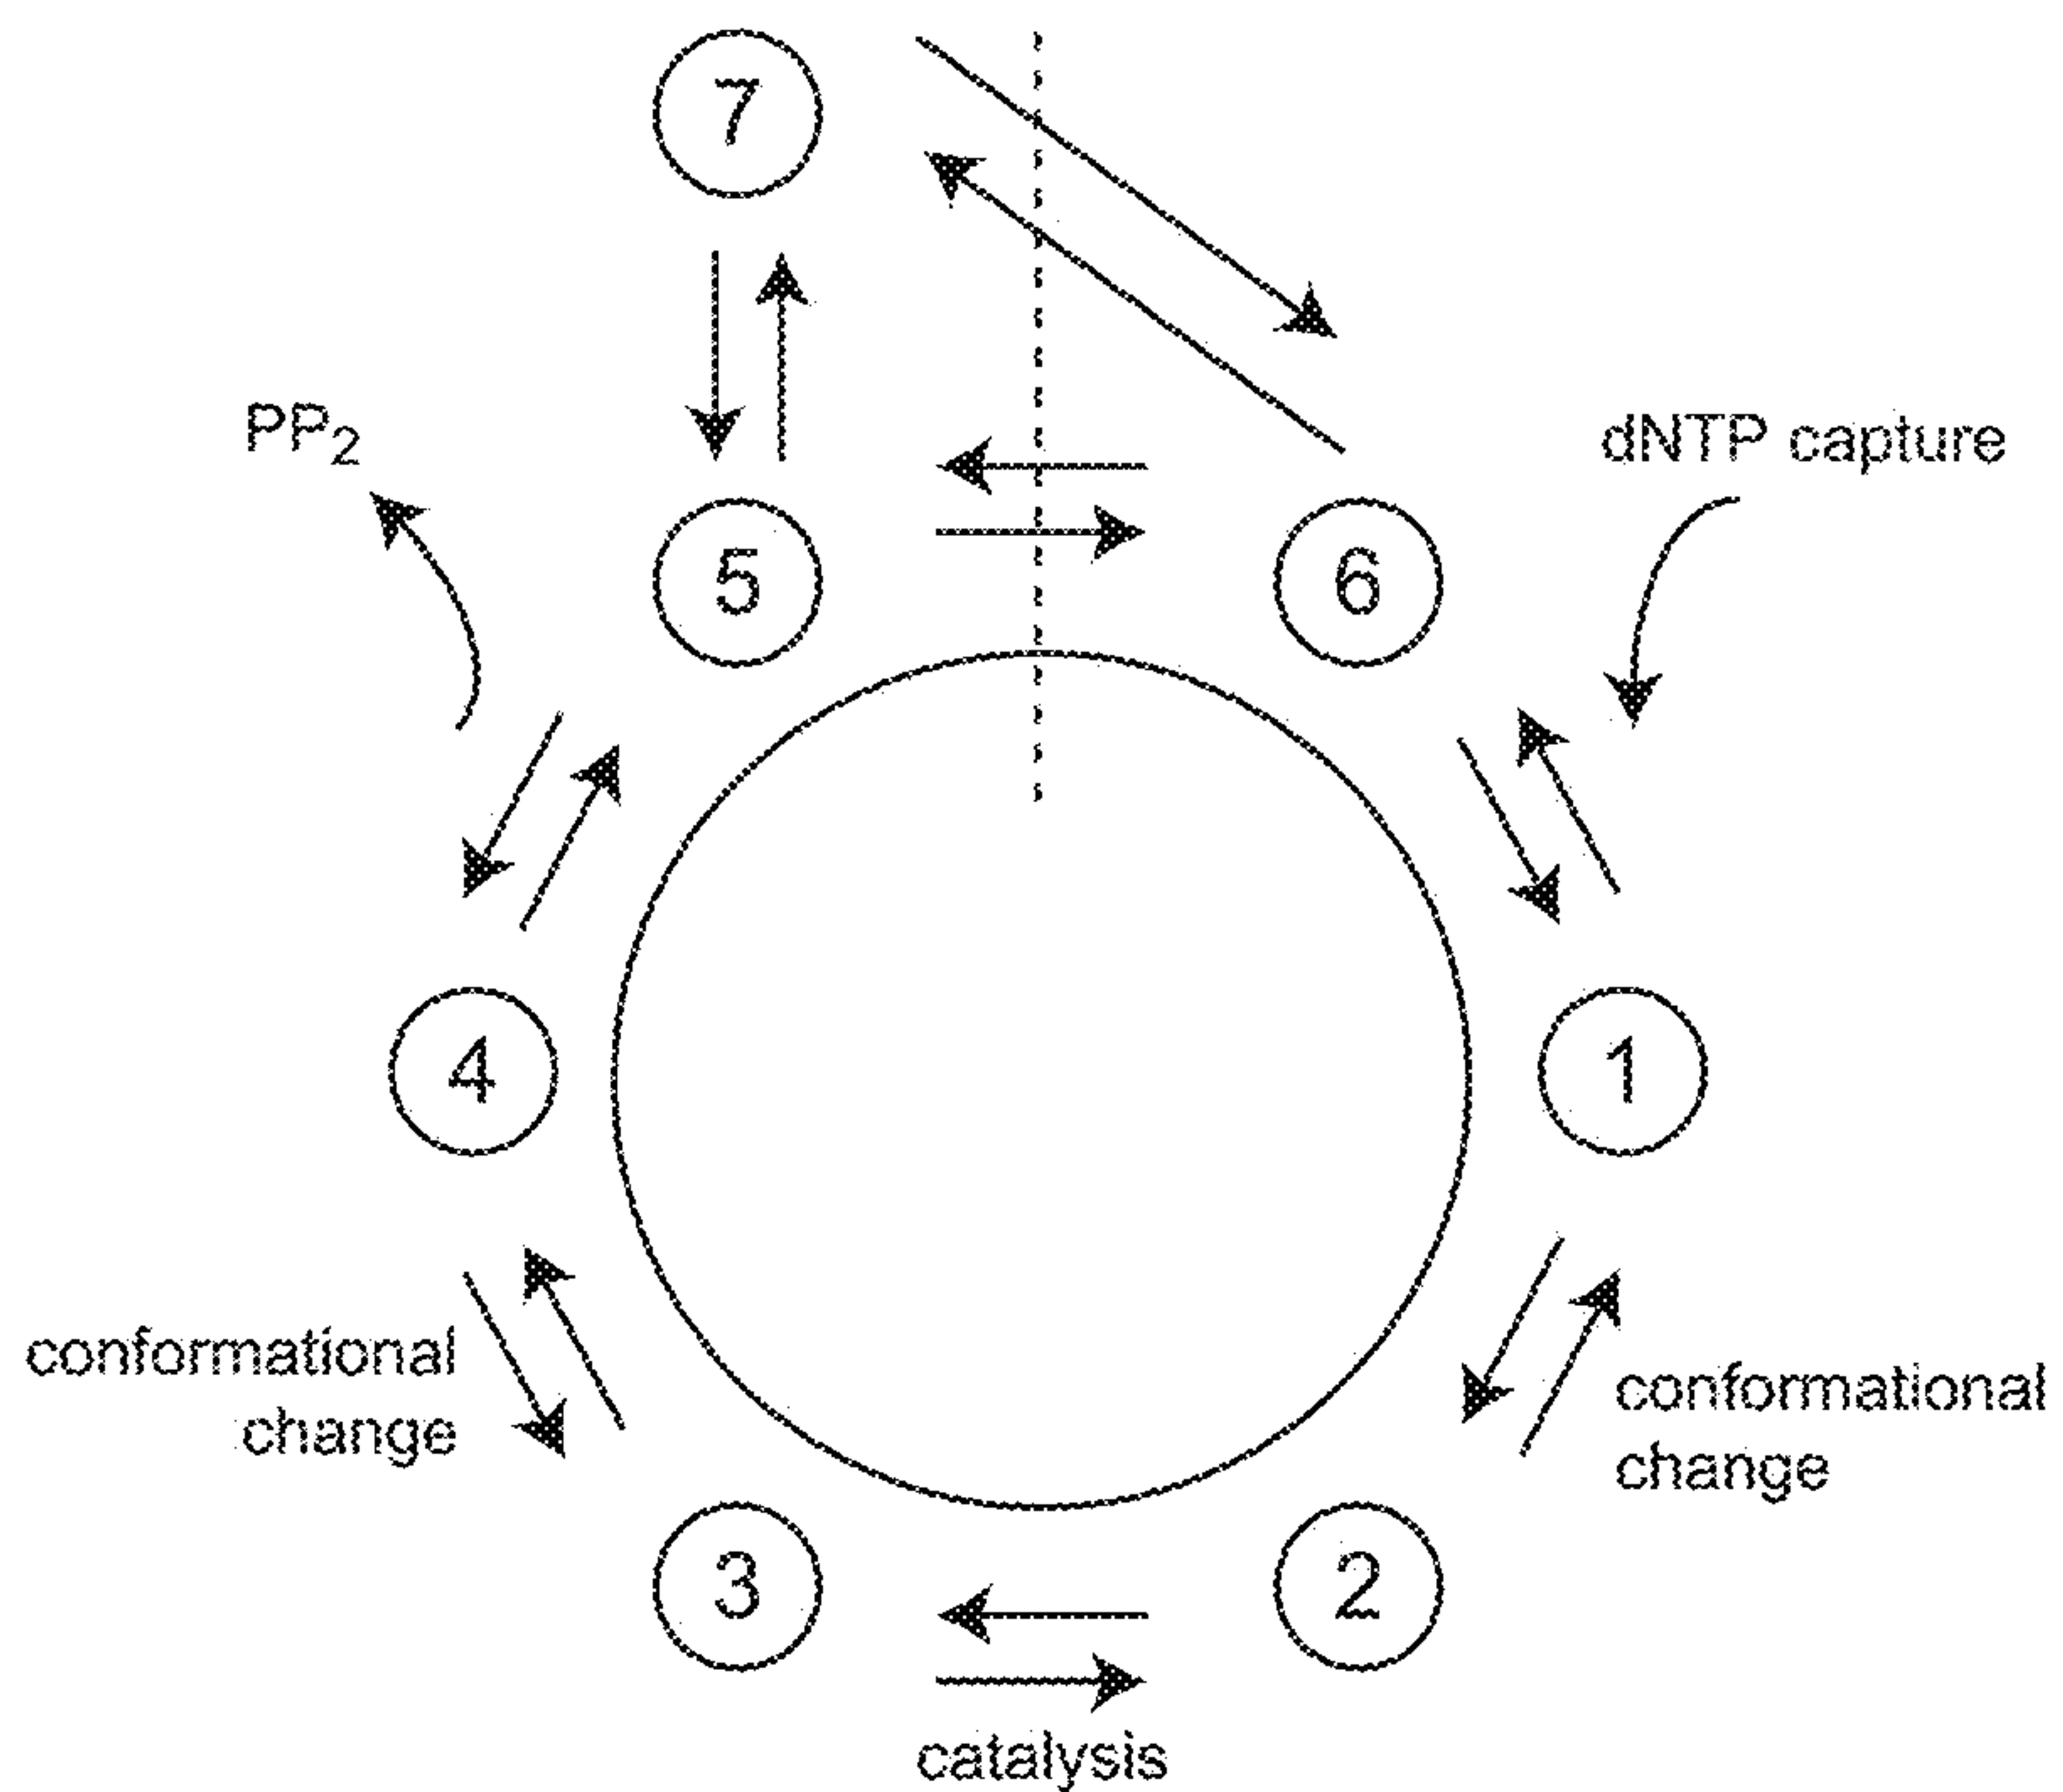 7
PP₂
dNTP capture
5
6
4
1
conformational
change
conformational
change
3
2
catalysis